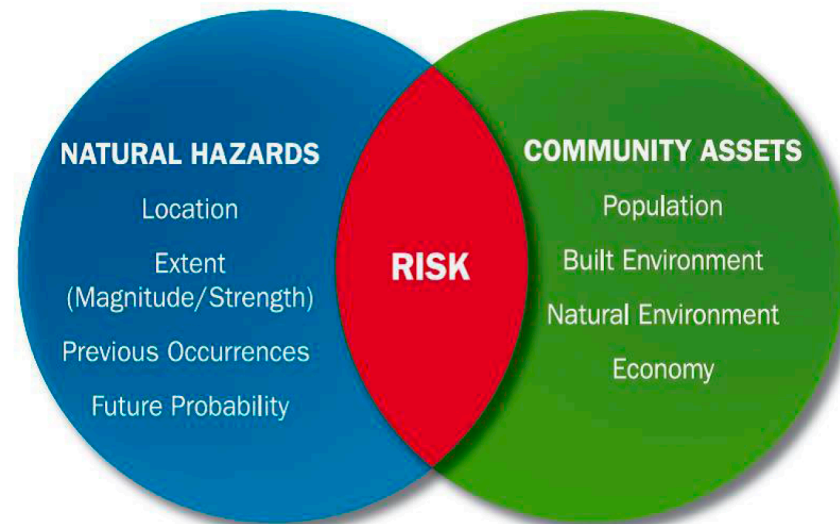 NATURAL HAZARDS
Location
Extent
(Magnitude/Strength)
Previous Occurrences
Future Probability
RISK
COMMUNITY ASSETS
Population
Built Environment
Natural Environment
Economy